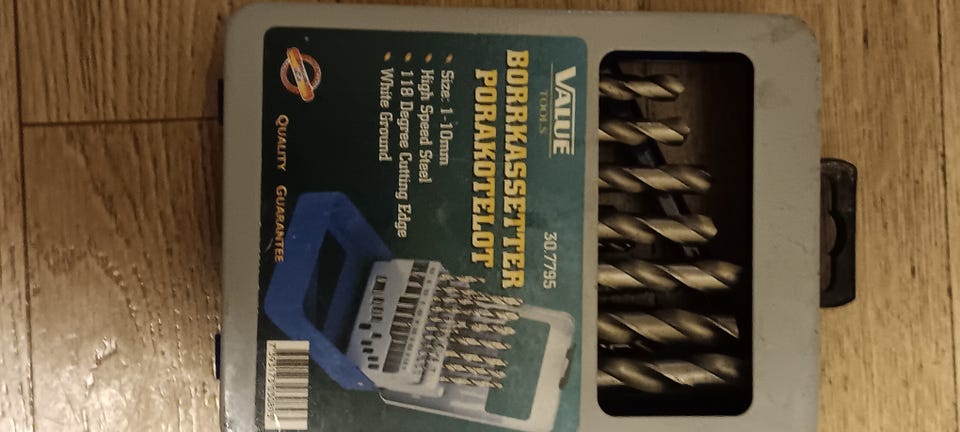 VALUE
TOOLS
30.7795
BORRKASSETTER
PORAKOTELOT
• Size: 1-10mm
• High Speed Steel
• 118 Degree Cutting Edge
• White Ground
QUALITY GUARANTEE